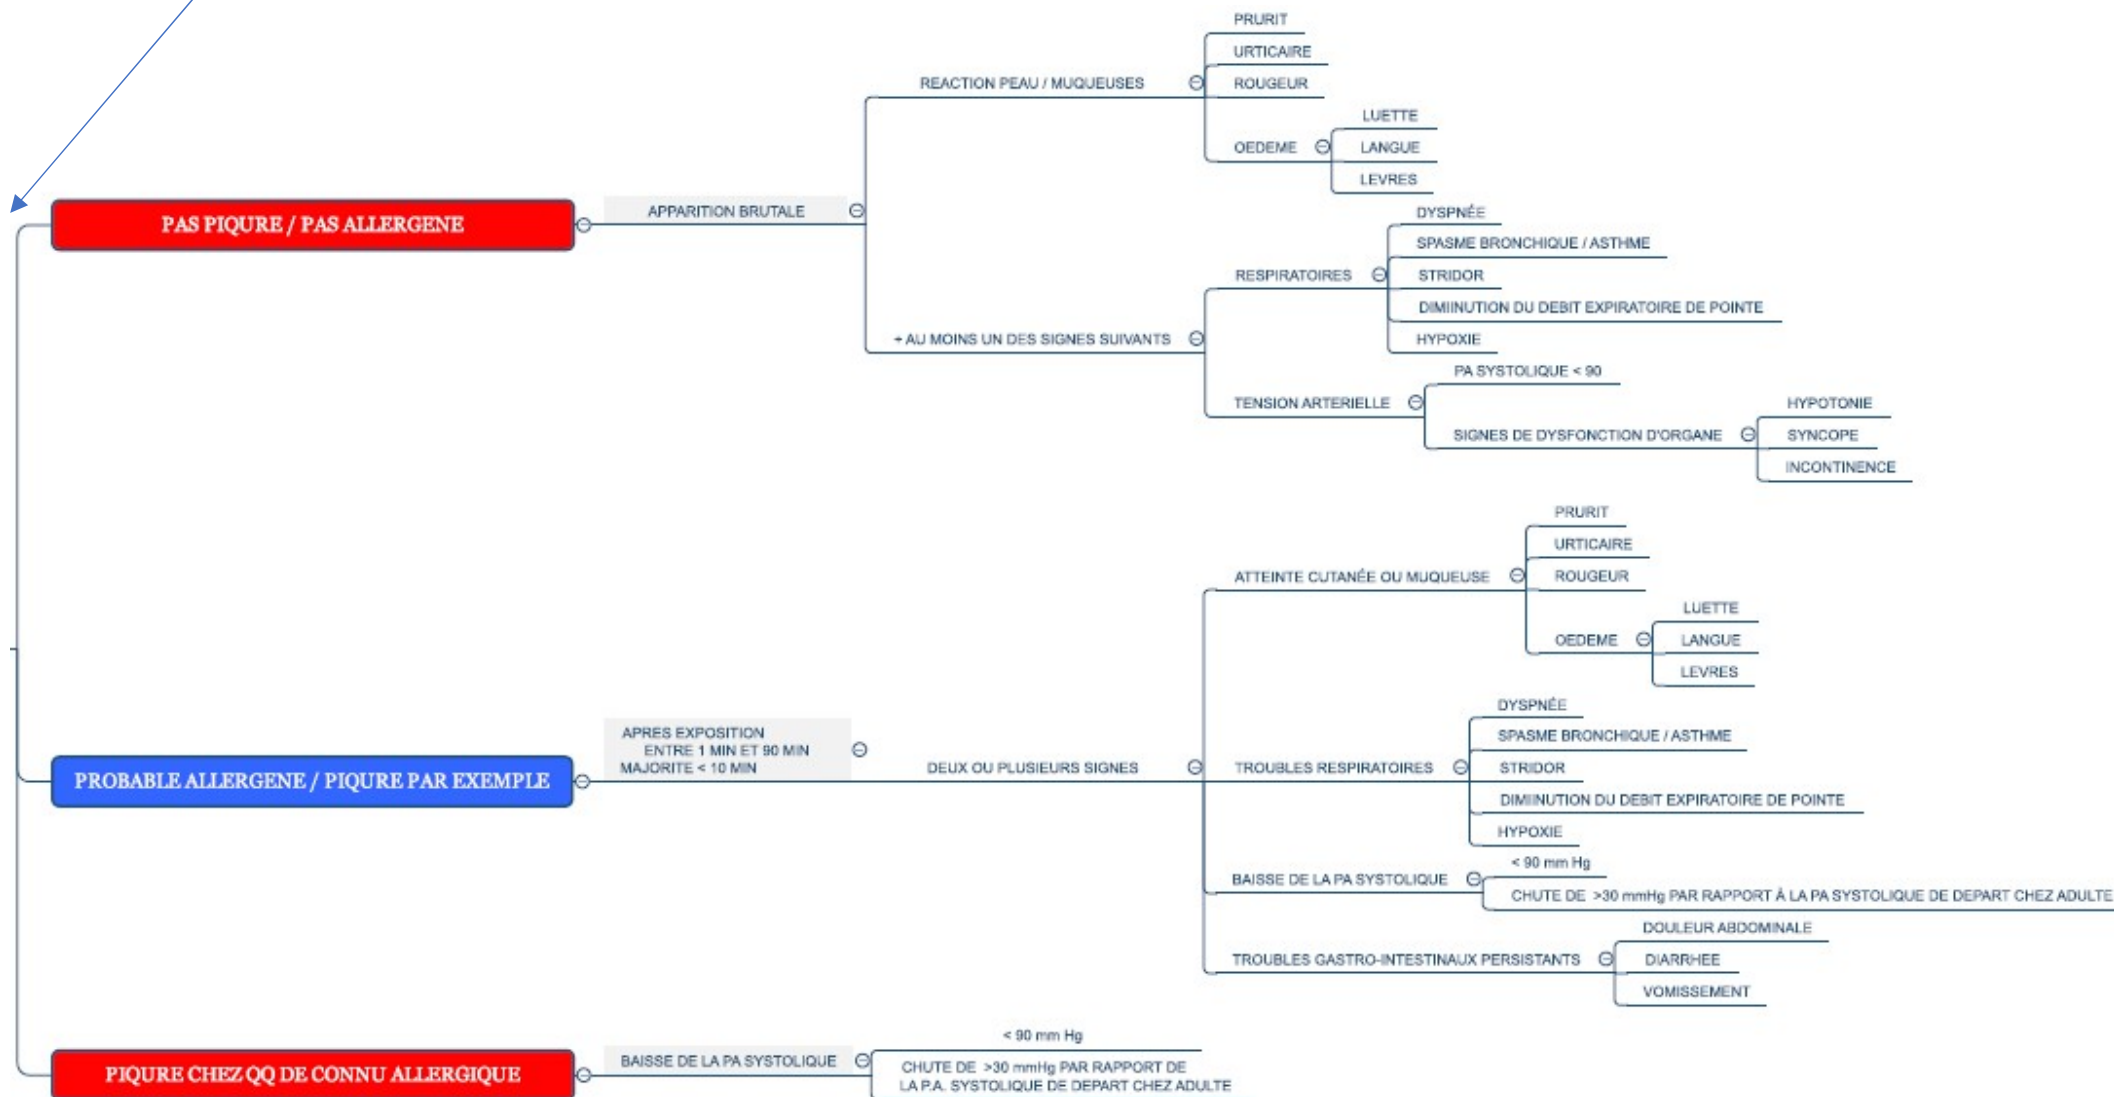 PAS PIQURE / PAS ALLERGENE
APPARITION BRUTALE
REACTION PEAU / MUQUEUSES
PRURIT
URTICAIRE
ROUGEUR
OEDEME
LUETTE
LANGUE
LEVRES
+ AU MOINS UN DES SIGNES SUIVANTS
RESPIRATOIRES
DYSPNÉE
SPASME BRONCHIQUE / ASTHME
STRIDOR
DIMIINUTION DU DEBIT EXPIRATOIRE DE POINTE
HYPOXIE
TENSION ARTERIELLE
PA SYSTOLIQUE < 90
SIGNES DE DYSFONCTION D'ORGANE
HYPOTONIE
SYNCOPE
INCONTINENCE
PROBABLE ALLERGENE / PIQURE PAR EXEMPLE
APRES EXPOSITION
ENTRE 1 MIN ET 90 MIN
MAJORITE < 10 MIN
DEUX OU PLUSIEURS SIGNES
ATTEINTE CUTANÉE OU MUQUEUSE
PRURIT
URTICAIRE
ROUGEUR
OEDEME
LUETTE
LANGUE
LEVRES
TROUBLES RESPIRATOIRES
DYSPNÉE
SPASME BRONCHIQUE / ASTHME
STRIDOR
DIMIINUTION DU DEBIT EXPIRATOIRE DE POINTE
HYPOXIE
BAISSE DE LA PA SYSTOLIQUE
< 90 mm Hg
CHUTE DE >30 mmHg PAR RAPPORT À LA PA SYSTOLIQUE DE DEPART CHEZ ADULTE
TROUBLES GASTRO-INTESTINAUX PERSISTANTS
DOULEUR ABDOMINALE
DIARRHEE
VOMISSEMENT
PIQURE CHEZ QQ DE CONNU ALLERGIQUE
BAISSE DE LA PA SYSTOLIQUE
< 90 mm Hg
CHUTE DE >30 mmHg PAR RAPPORT DE
LA P.A. SYSTOLIQUE DE DEPART CHEZ ADULTE